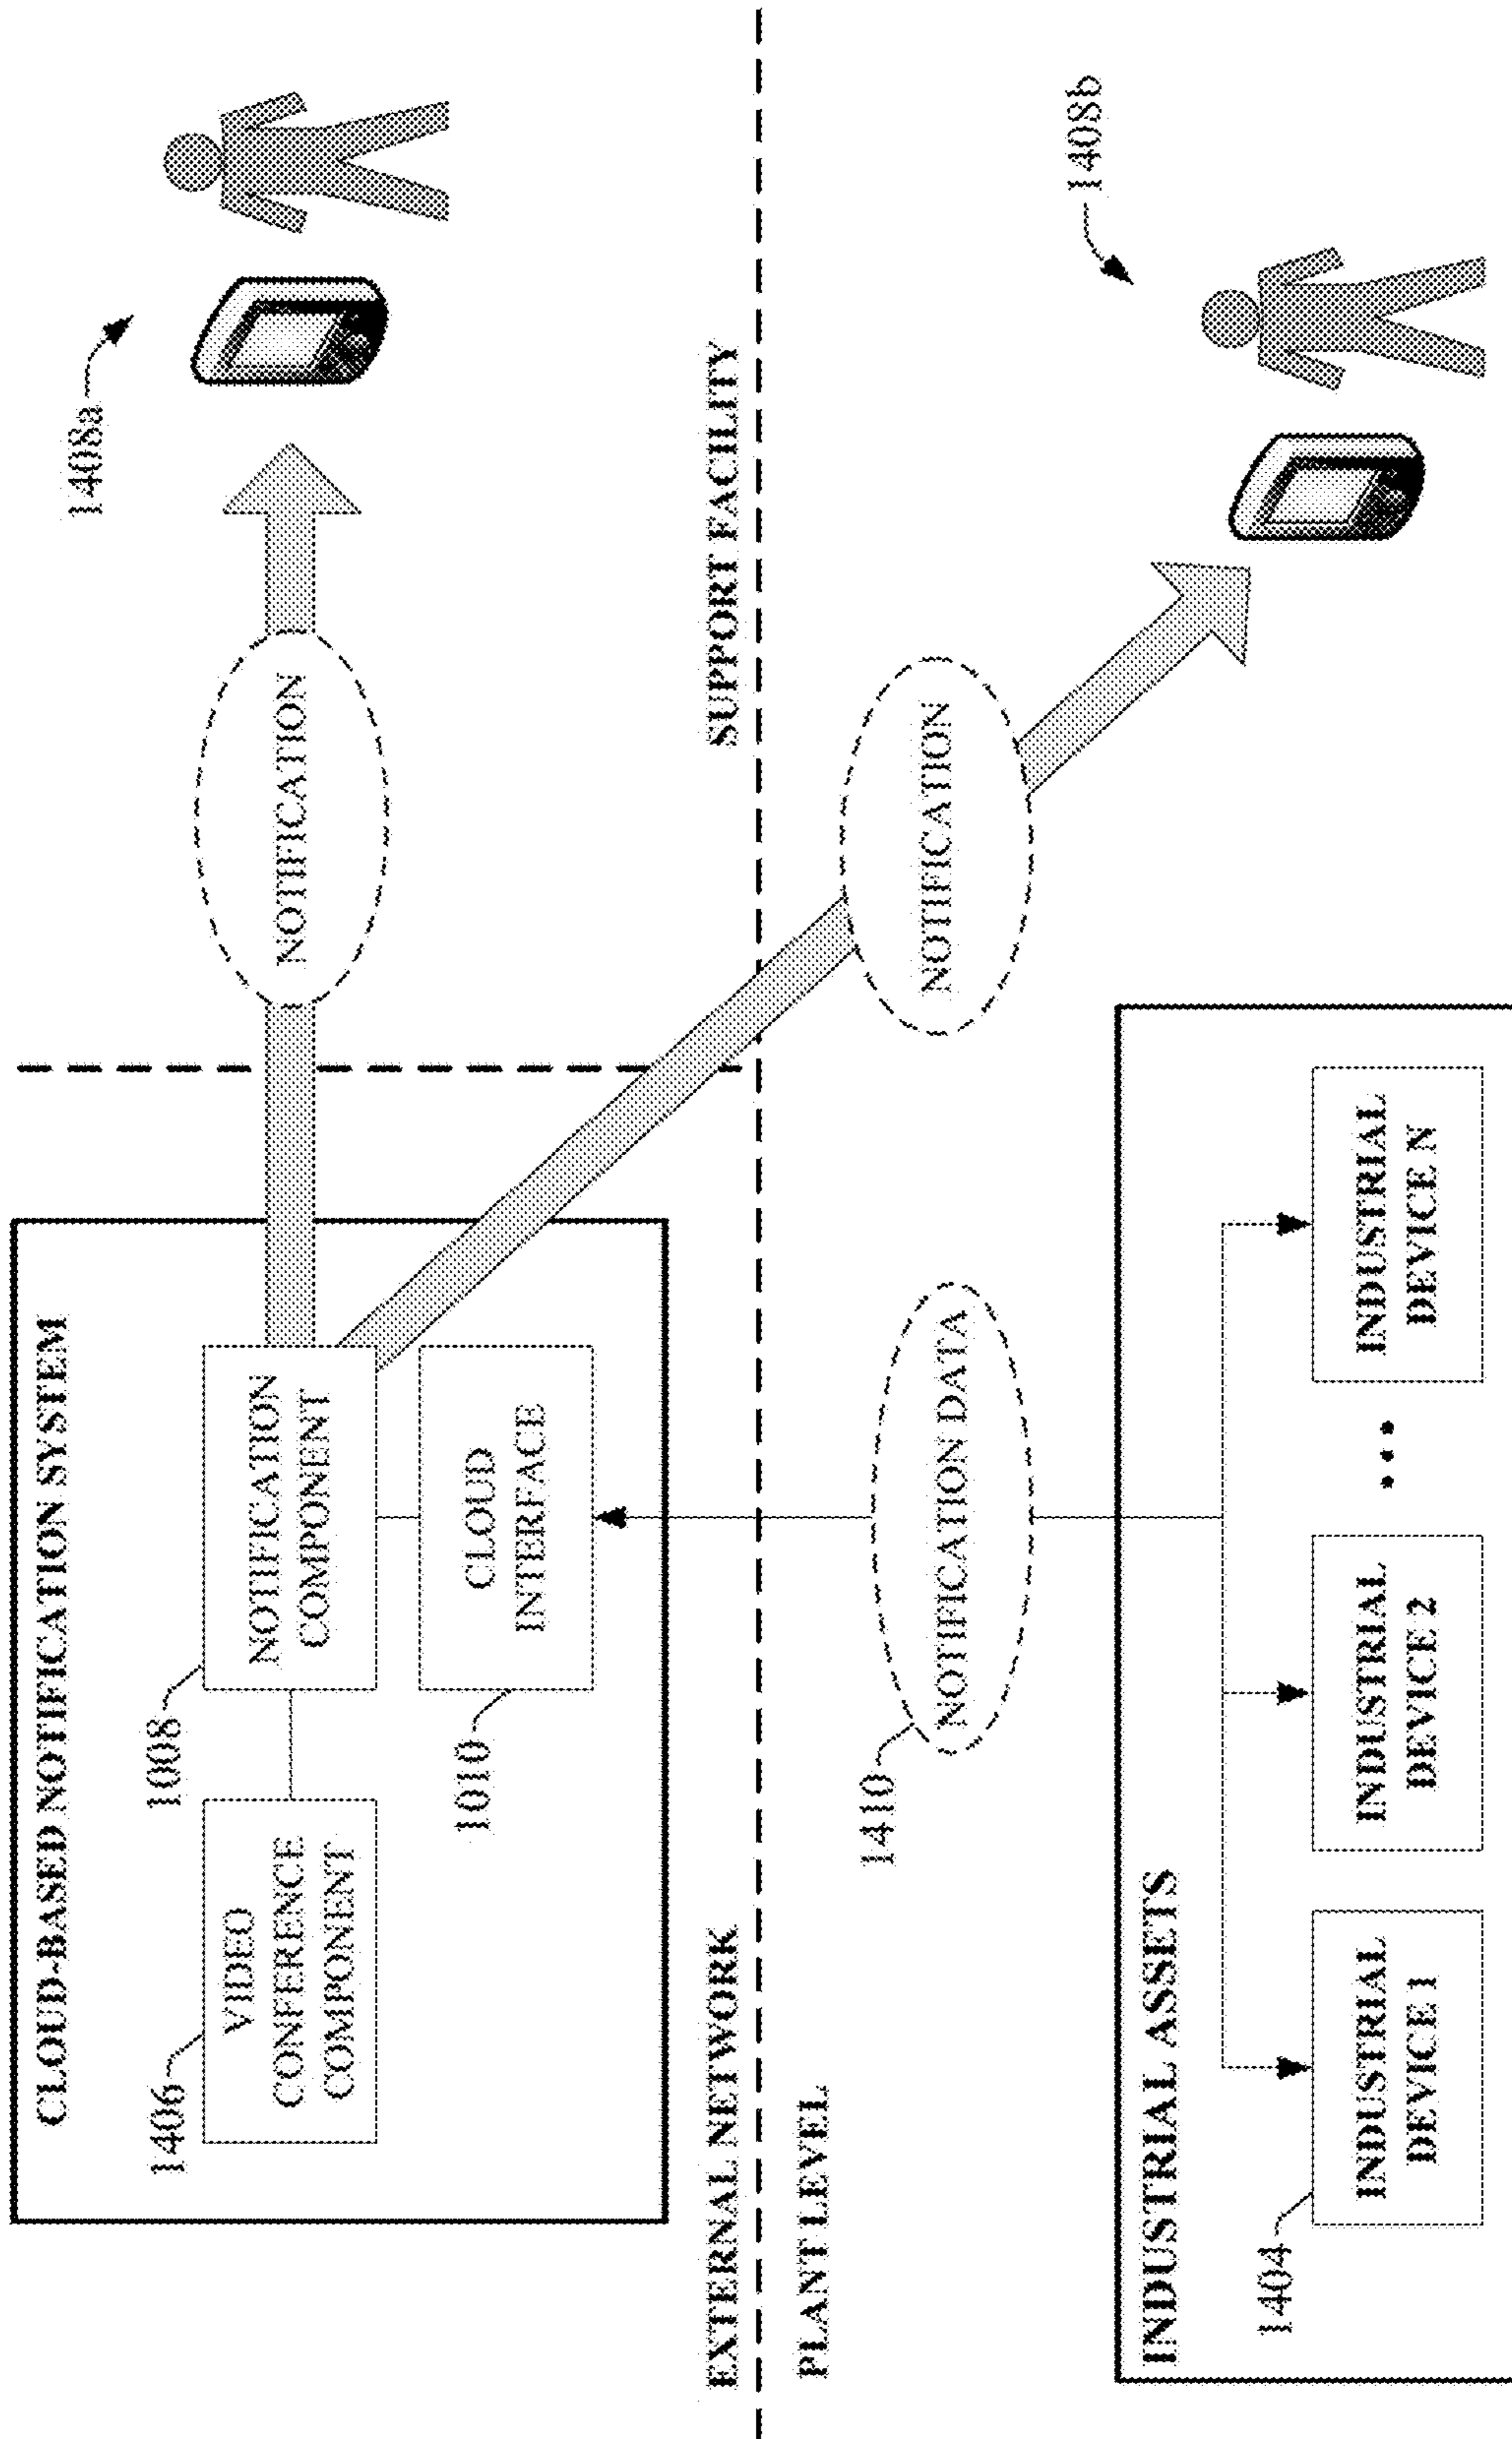 CLOUD-BASED NOTIFICATION SYSTEM
1406
VIDEO
CONFERENCE
COMPONENT
1008
NOTIFICATION
COMPONENT
1010
CLOUD
INTERFACE
NOTIFICATION
1408a
EXTERNAL NETWORK
SUPPORT FACILITY
PLANT LEVEL
1410
NOTIFICATION DATA
NOTIFICATION
1408b
INDUSTRIAL ASSETS
1404
INDUSTRIAL
DEVICE 1
INDUSTRIAL
DEVICE 2
•••
INDUSTRIAL
DEVICE N